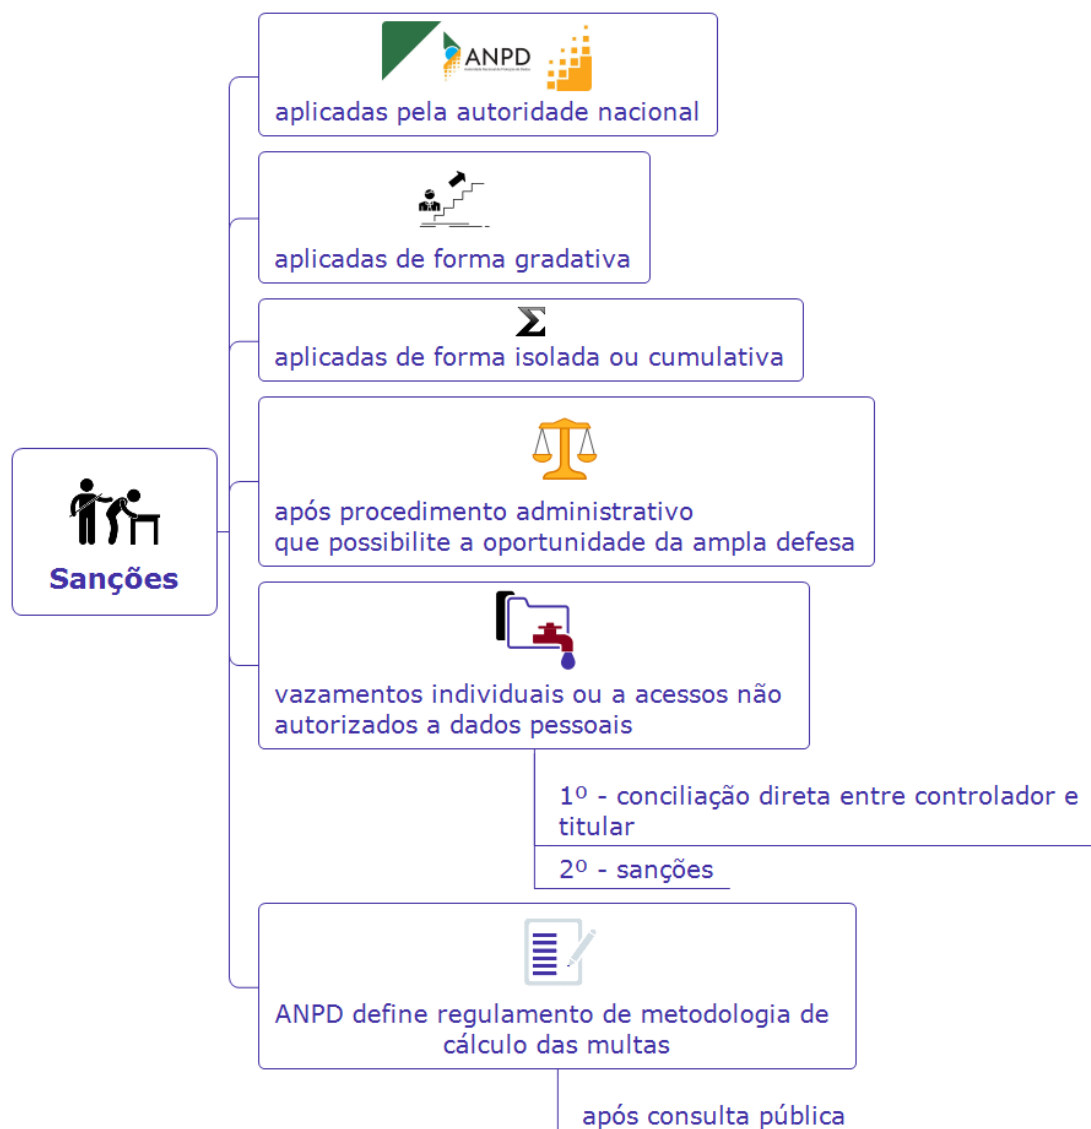 ANPD
aplicadas pela autoridade nacional
aplicadas de forma gradativa
Σ
aplicadas de forma isolada ou cumulativa
após procedimento administrativo
que possibilite a oportunidade da ampla defesa
Sanções
vazamentos individuais ou a acessos não
autorizados a dados pessoais
1º - conciliação direta entre controlador e
titular
2º - sanções
ANPD define regulamento de metodologia de
cálculo das multas
após consulta pública